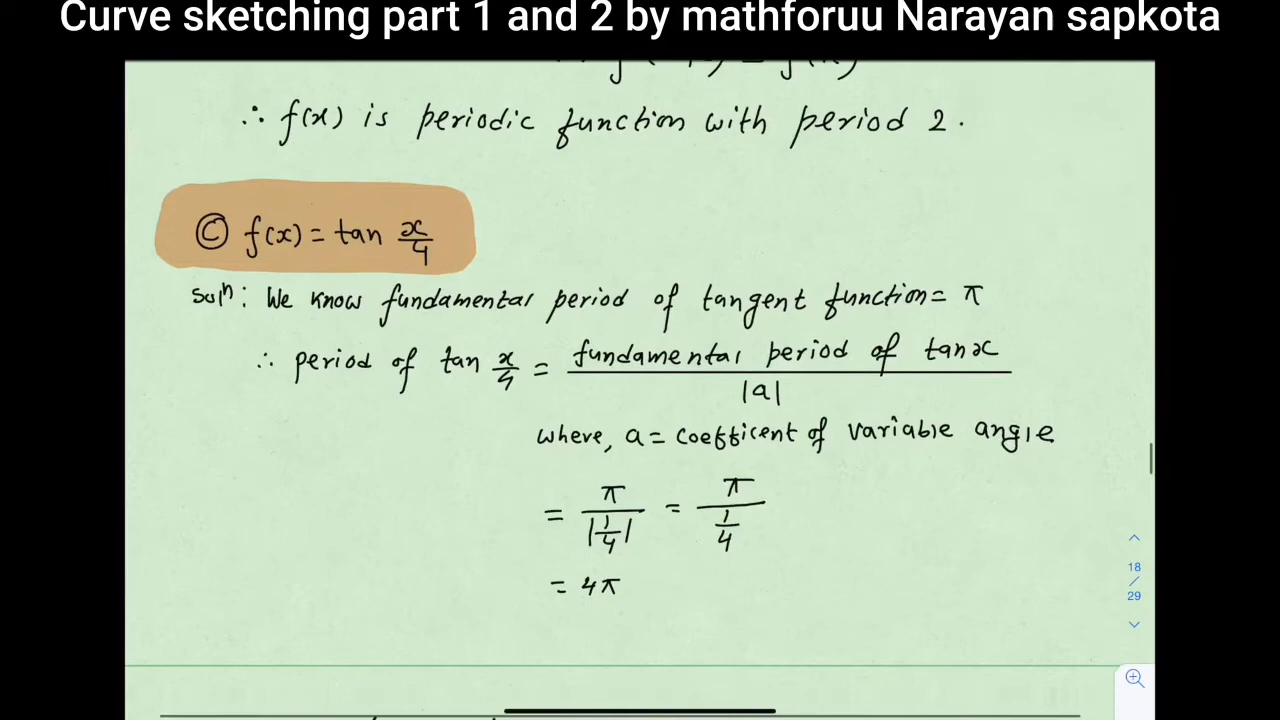 Curve sketching part 1 and 2 by mathforuu Narayan sapkota
∴ f(x) is periodic function with period 2.
Ⓒ f(x) = tan x/4
Solⁿ: We know fundamental period of tangent function = π
∴ period of tan x/4 = fundamental period of tanx / |a|
where, a = coefficent of variable angle
= π/|1/4| = π/(1/4)
= 4π
18
/
29